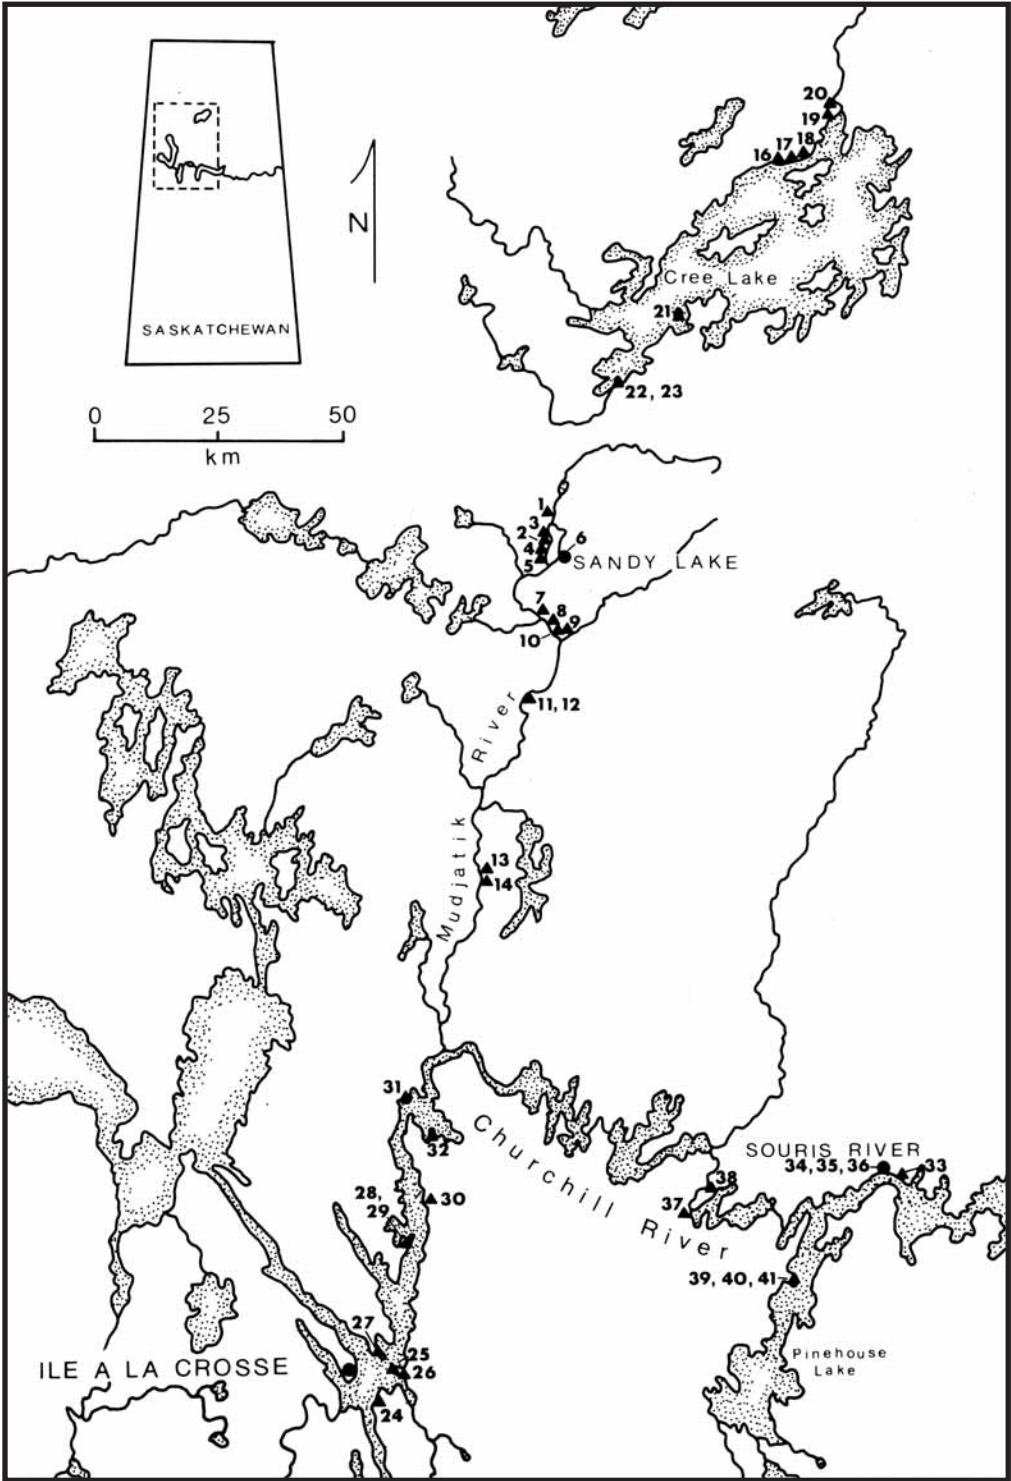 20
19
18
17
16
N
Cree Lake
21
SASKATCHEWAN
22, 23
0 25 50
km
1
3
2
6
4
5
SANDY LAKE
7
8
9
10
11, 12
River
Mudjatik
13
14
31
32
Churchill River
SOURIS RIVER
34, 35, 36
33
38
37
28,
29
30
39, 40, 41
27
25
26
24
ILE A LA CROSSE
Pinehouse
Lake